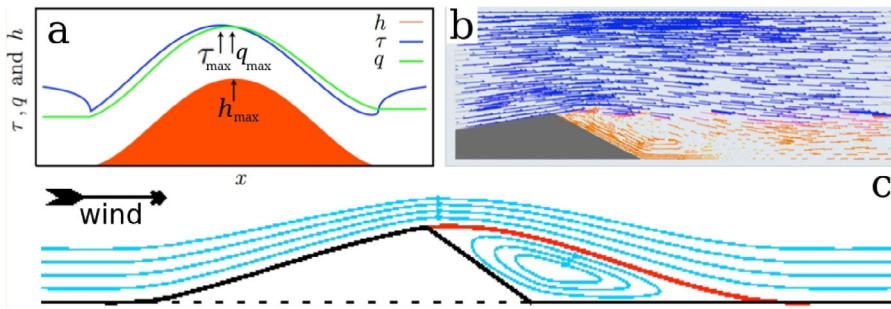 a
h
τ
q
τ, q and h
τmax qmax
hmax
x
b
c
wind